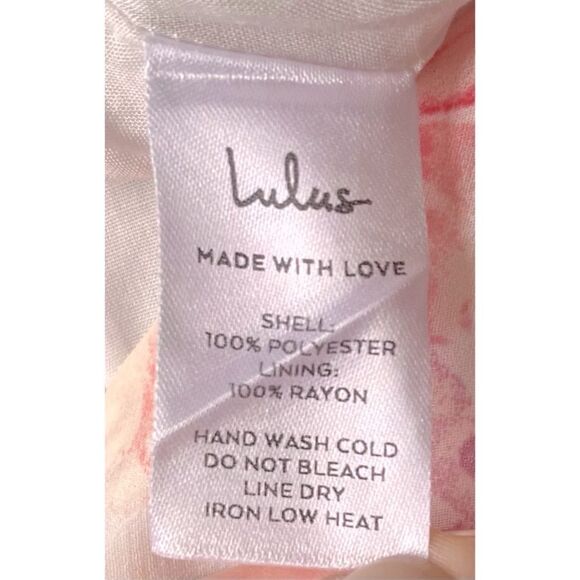 Lulus
MADE WITH LOVE
SHELL:
100% POLYESTER
LINING:
100% RAYON
HAND WASH COLD
DO NOT BLEACH
LINE DRY
IRON LOW HEAT